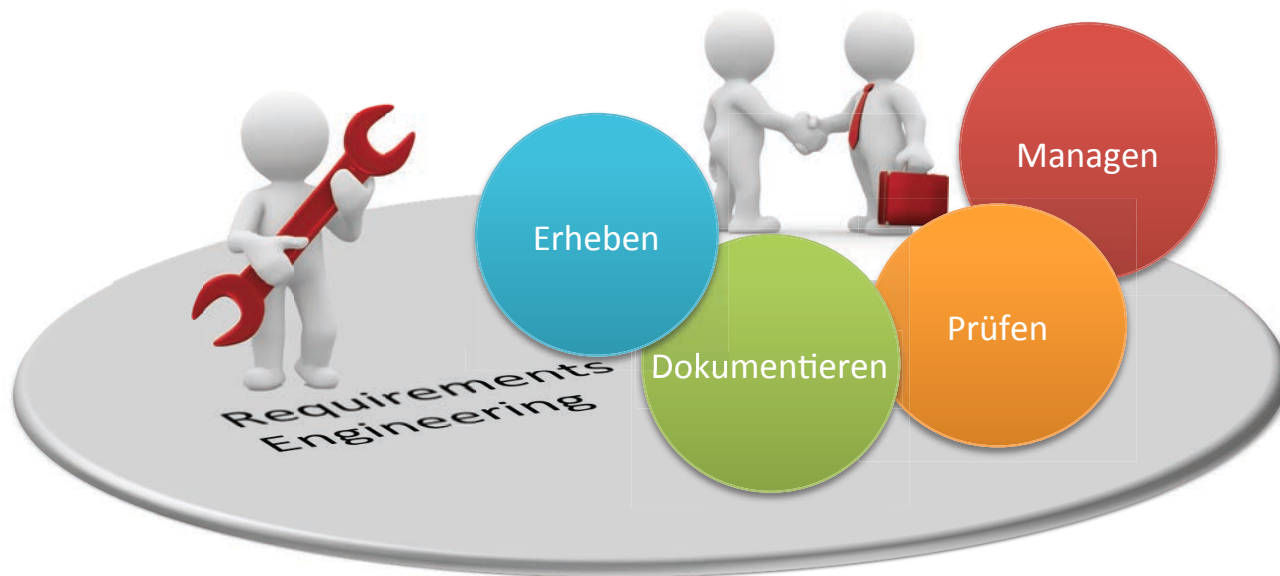 Managen
Erheben
Prüfen
Dokumentieren
Requirements
Engineering